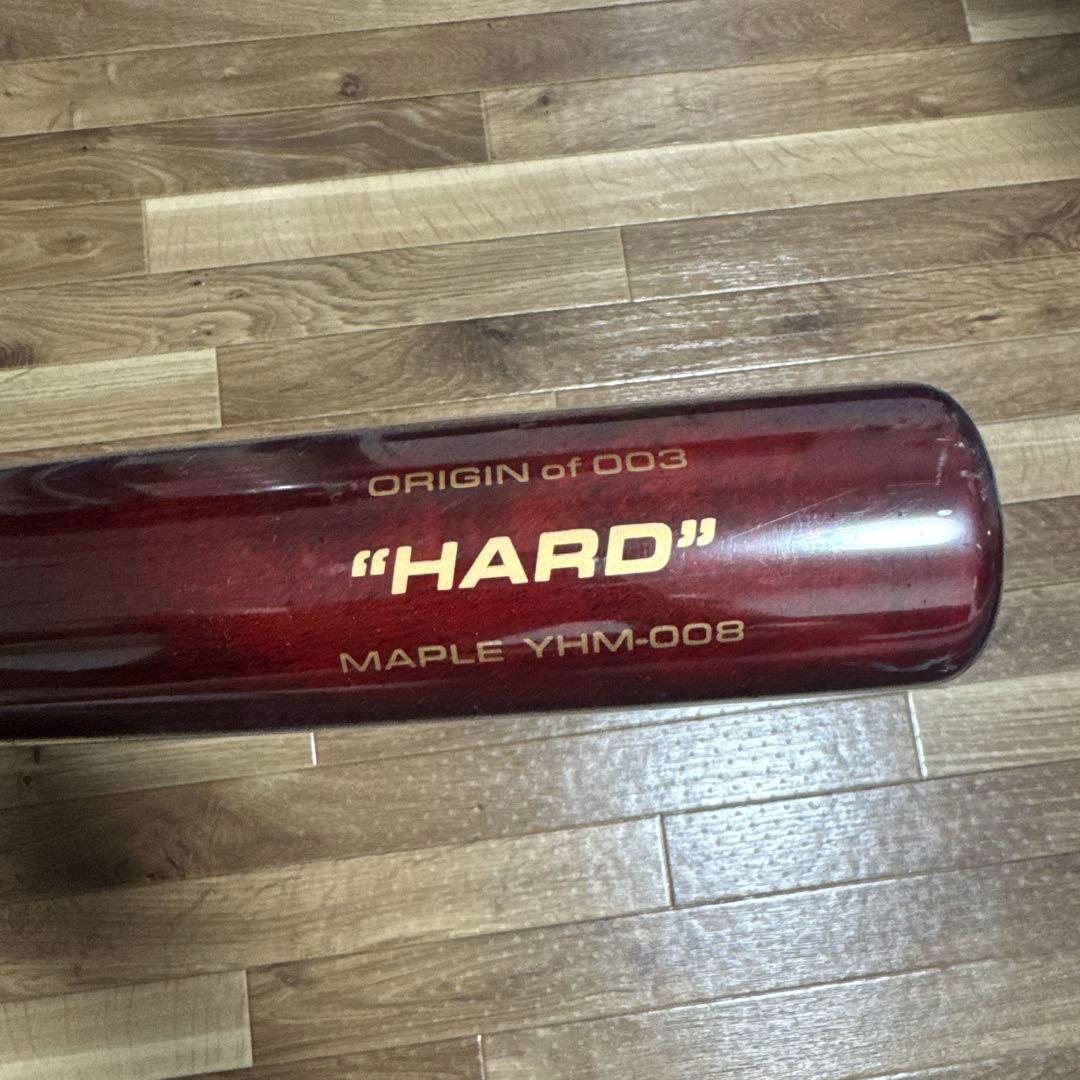 ORIGIN of 003
“HARD”
MAPLE YHM-008